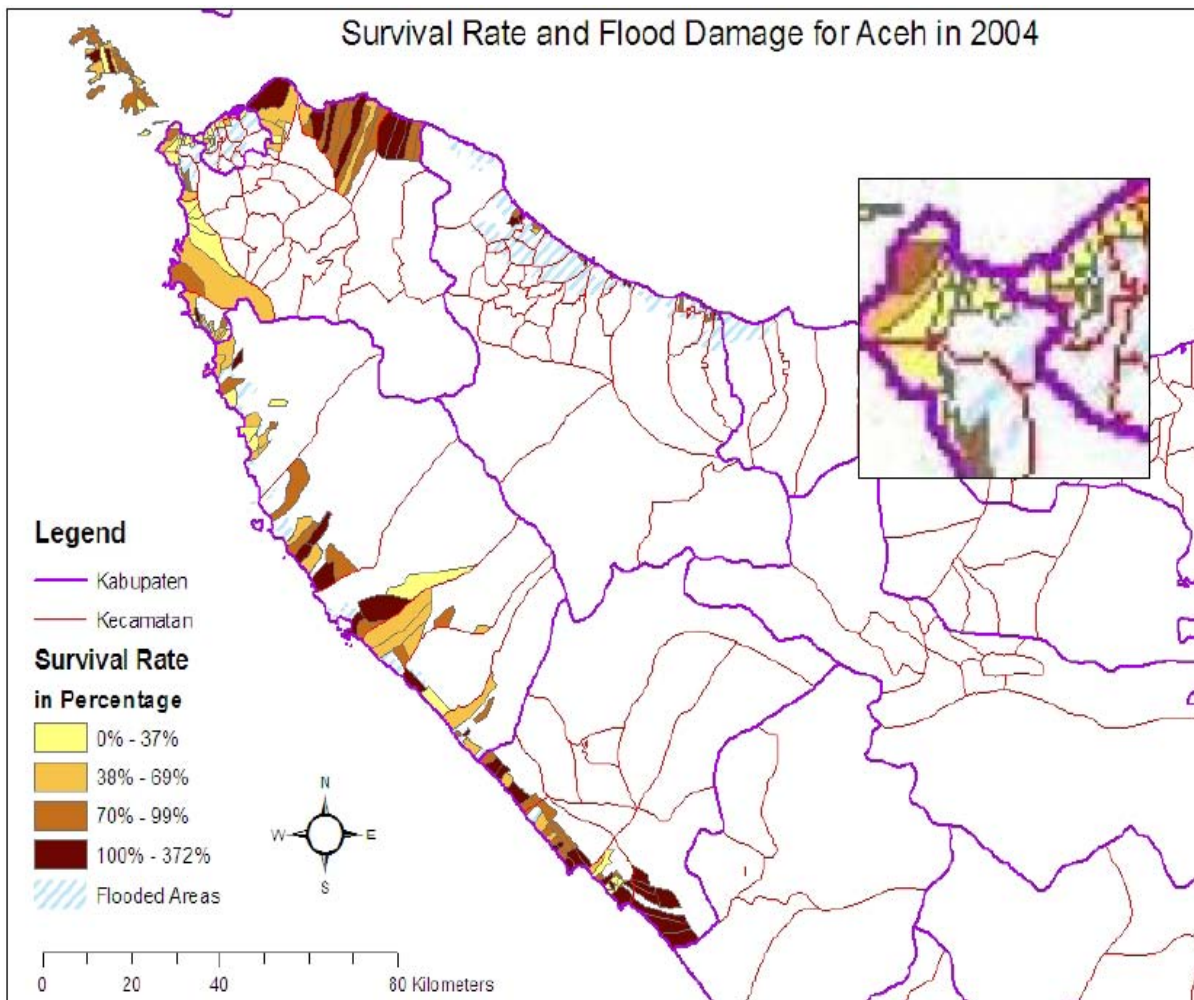 Survival Rate and Flood Damage for Aceh in 2004
Legend
Kabupaten
Kecamatan
Survival Rate
in Percentage
0% - 37%
38% - 69%
70% - 99%
100% - 372%
Flooded Areas
N
W E
S
0 20 40 80 Kilometers